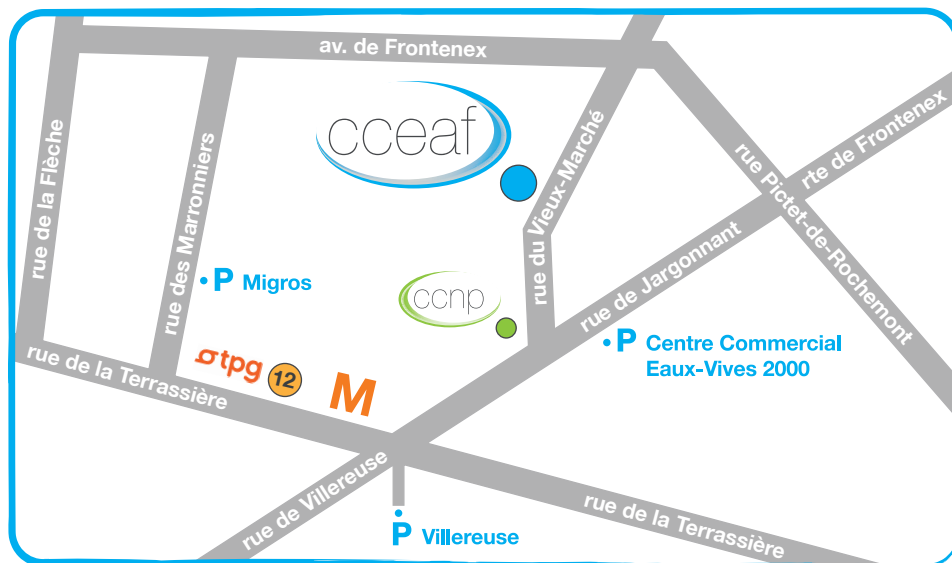 av. de Frontenex
rte de Frontenex
cceaf
rue du Vieux-Marché
rue Pictet-de-Rochemont
rue de la Flèche
rue des Marronniers
P Migros
ccnp
rue de Jargonnant
P Centre Commercial
Eaux-Vives 2000
tpg 12
M
rue de la Terrassière
rue de Villereuse
rue de la Terrassière
P Villereuse